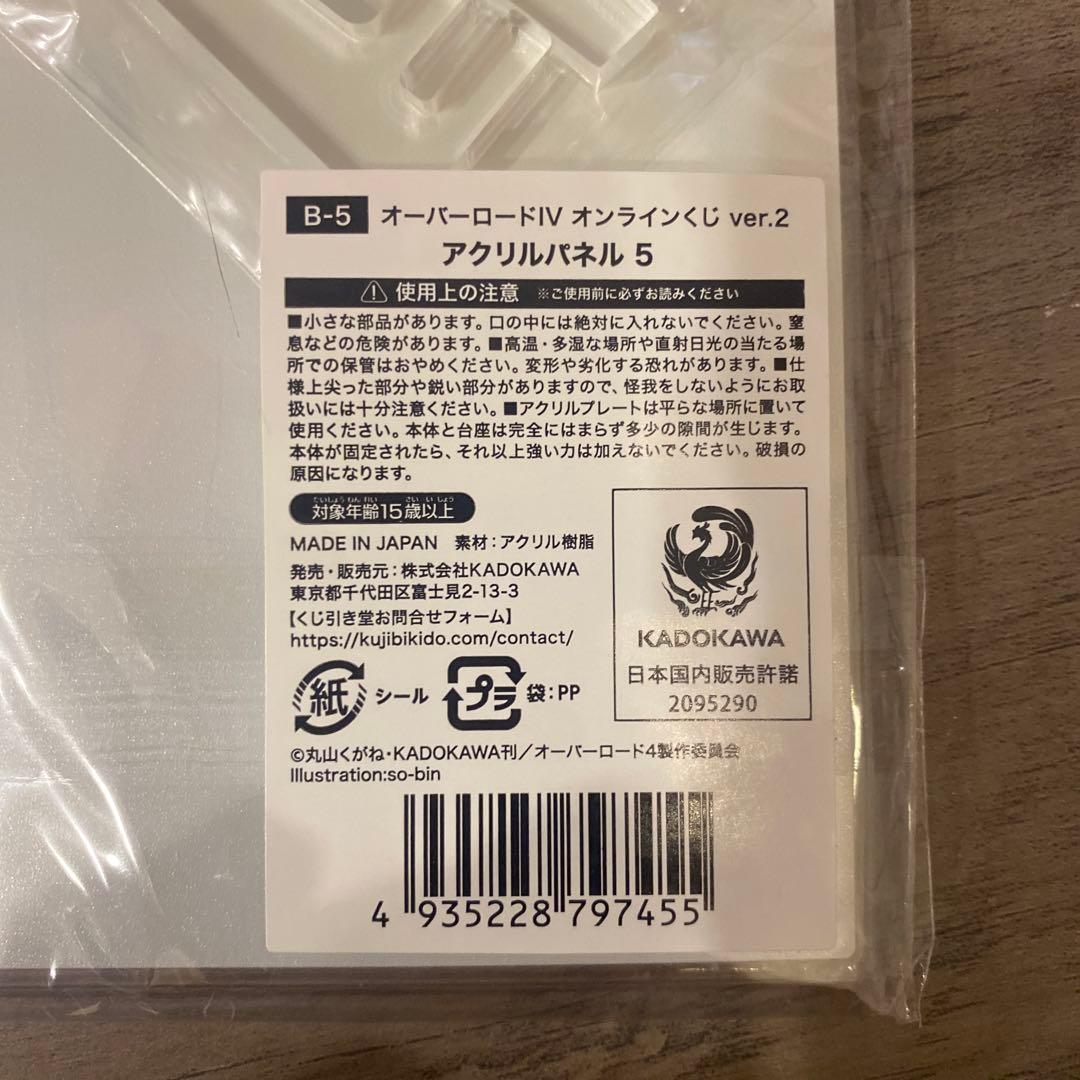 B-5 オーバーロードIV オンラインくじ ver.2
アクリルパネル 5
使用上の注意 ※ご使用前に必ずお読みください
■小さな部品があります。口の中には絶対に入れないでください。窒
息などの危険があります。■高温・多湿な場所や直射日光の当たる場
所での保管はおやめください。変形や劣化する恐れがあります。■仕
様上尖った部分や鋭い部分がありますので、怪我をしないようにお取
扱いには十分注意ください。■アクリルプレートは平らな場所に置いて
使用ください。本体と台座は完全にはまらず多少の隙間が生じます。
本体が固定されたら、それ以上強い力は加えないでください。破損の
原因になります。
たいしょうねんれい さいいじょう
対象年齢15歳以上
MADE IN JAPAN 素材:アクリル樹脂
発売・販売元:株式会社KADOKAWA
東京都千代田区富士見2-13-3
【くじ引き堂お問合せフォーム】
https://kujibikido.com/contact/
紙 シール プラ 袋:PP
KADOKAWA
日本国内販売許諾
2095290
©丸山くがね・KADOKAWA刊/オーバーロード4製作委員会
Illustration:so-bin
4 935228 797455